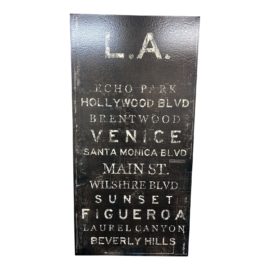 L.A.
ECHO PARK
HOLLYWOOD BLVD
BRENTWOOD
VENICE
SANTA MONICA BLVD
MAIN ST.
WILSHIRE BLVD
SUNSET
FIGUEROA
LAUREL CANYON
BEVERLY HILLS